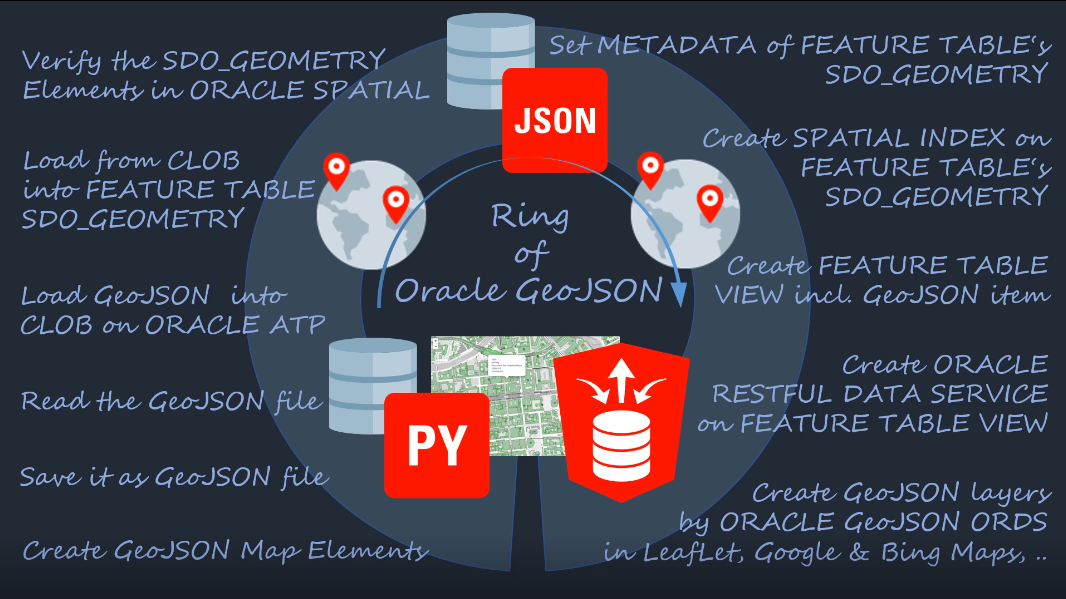 Verify the SDO_GEOMETRY
Elements in ORACLE SPATIAL
Load from CLOB
into FEATURE TABLE
SDO_GEOMETRY
Load GeoJSON into
CLOB on ORACLE ATP
Read the GeoJSON file
Save it as GeoJSON file
Create GeoJSON Map Elements
JSON
Ring
of
Oracle GeoJSON
PY
Set METADATA of FEATURE TABLE‘s
SDO_GEOMETRY
Create SPATIAL INDEX on
FEATURE TABLE‘s
SDO_GEOMETRY
Create FEATURE TABLE
VIEW incl. GeoJSON item
Create ORACLE
RESTFUL DATA SERVICE
on FEATURE TABLE VIEW
Create GeoJSON layers
by ORACLE GeoJSON ORDS
in LeafLet, Google & Bing Maps, ..